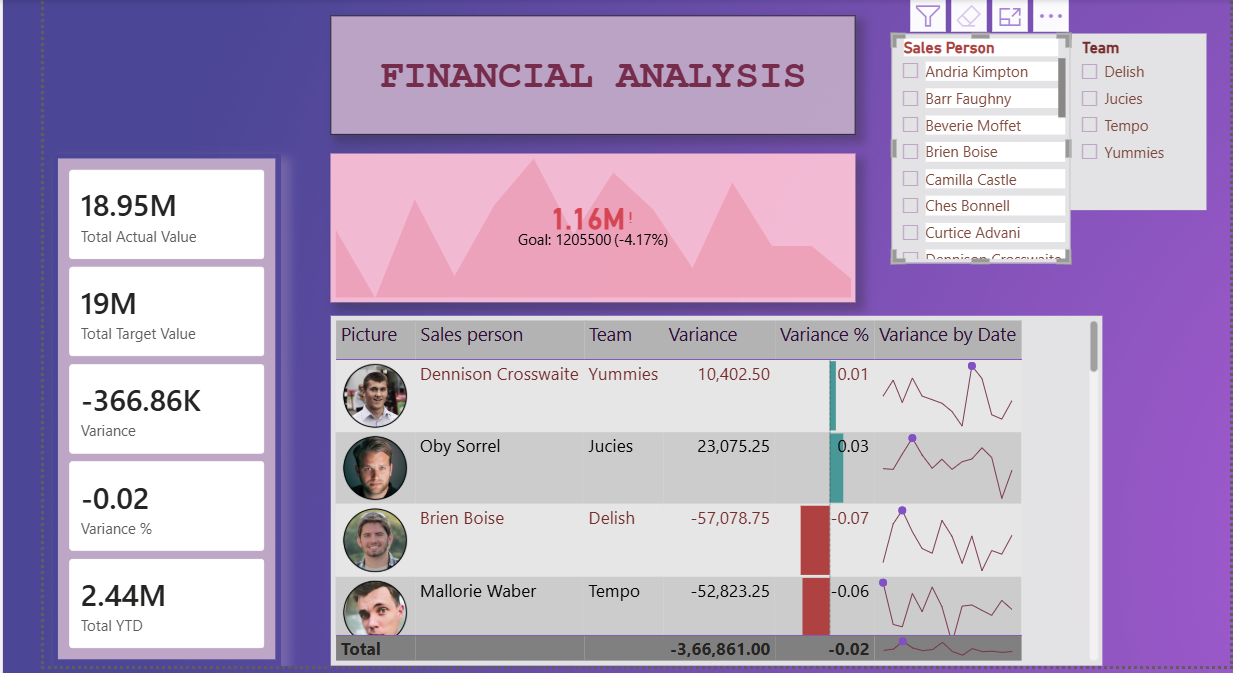 FINANCIAL ANALYSIS
Sales Person
Andria Kimpton
Barr Faughny
Beverie Moffet
Brien Boise
Camilla Castle
Ches Bonnell
Curtice Advani
Dennison Crosswaite
Team
Delish
Jucies
Tempo
Yummies
18.95M
Total Actual Value
19M
Total Target Value
-366.86K
Variance
-0.02
Variance %
2.44M
Total YTD
1.16M!
Goal: 1205500 (-4.17%)
Picture Sales person Team Variance Variance % Variance by Date
Dennison Crosswaite Yummies 10,402.50 0.01
Oby Sorrel Jucies 23,075.25 0.03
Brien Boise Delish -57,078.75 -0.07
Mallorie Waber Tempo -52,823.25 -0.06
Total -3,66,861.00 -0.02